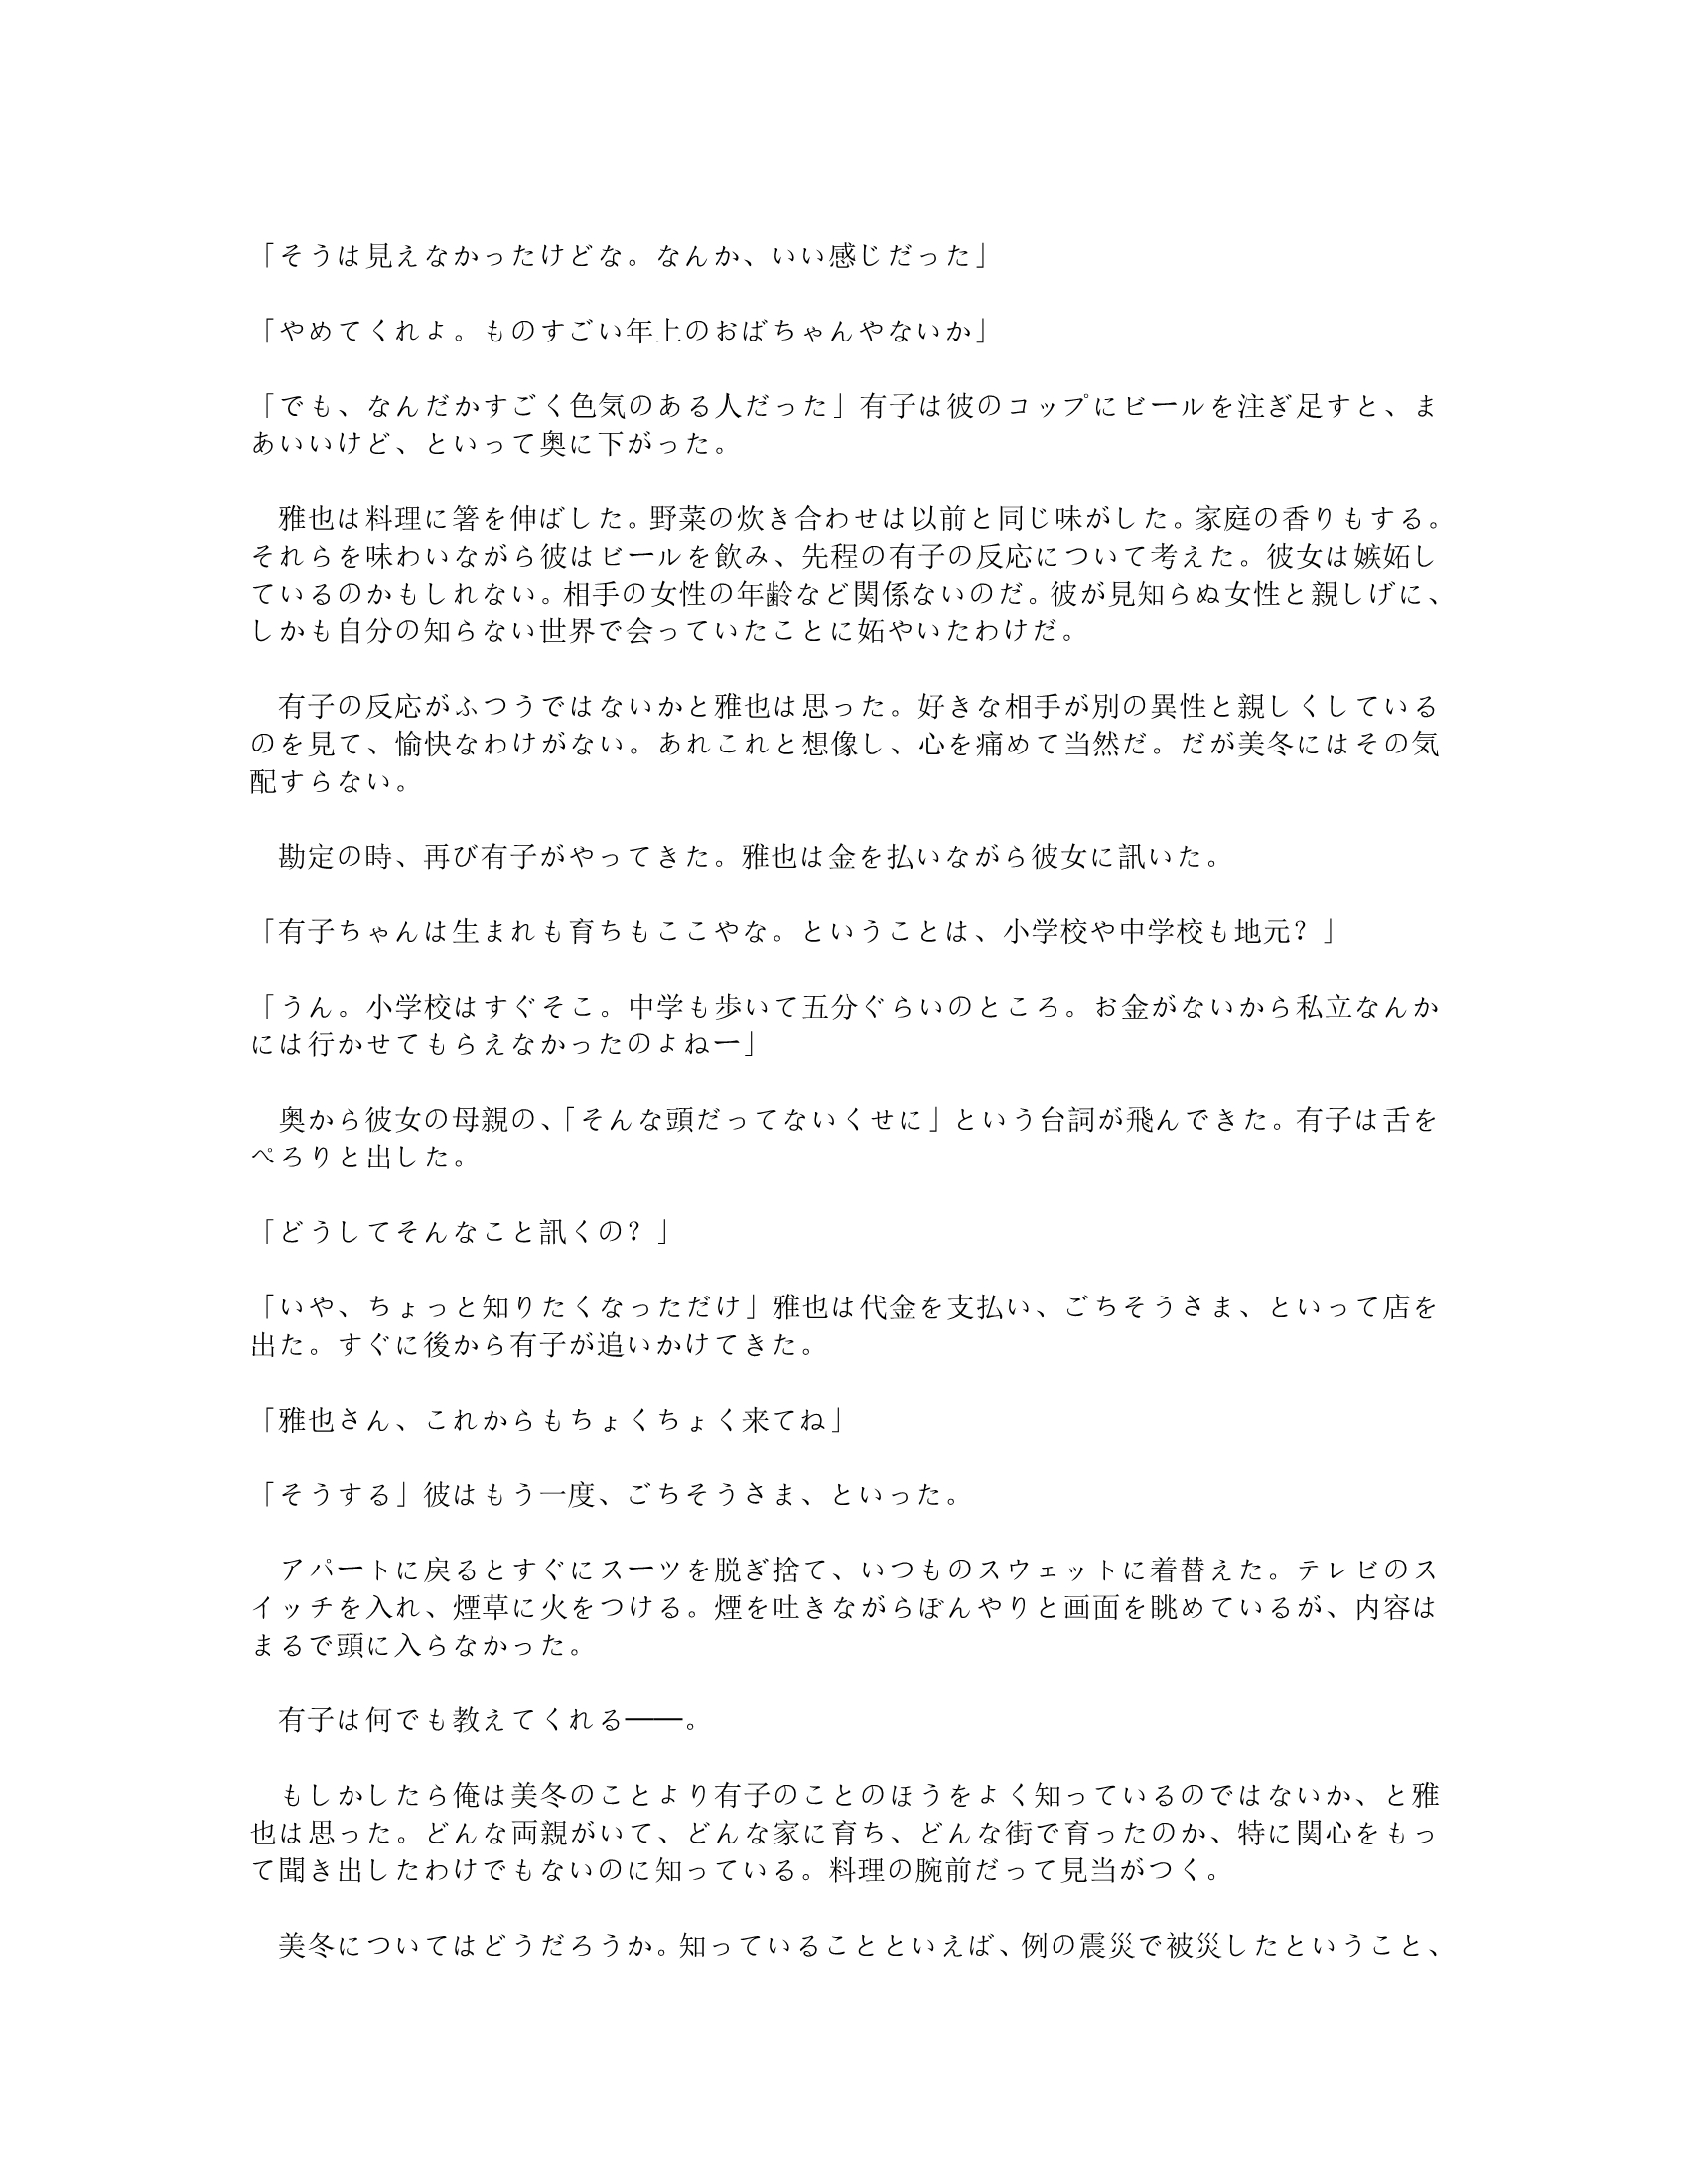 「そうは見えなかったけどな。なんか、いい感じだった」
「やめてくれよ。ものすごい年上のおばちゃんやないか」
「でも、なんだかすごく色気のある人だった」有子は彼のコップにビールを注ぎ足すと、ま
あいいけど、といって奥に下がった。
　雅也は料理に箸を伸ばした。野菜の炊き合わせは以前と同じ味がした。家庭の香りもする。
それらを味わいながら彼はビールを飲み、先程の有子の反応について考えた。彼女は嫉妬し
ているのかもしれない。相手の女性の年齢など関係ないのだ。彼が見知らぬ女性と親しげに、
しかも自分の知らない世界で会っていたことに妬やいたわけだ。
　有子の反応がふつうではないかと雅也は思った。好きな相手が別の異性と親しくしている
のを見て、愉快なわけがない。あれこれと想像し、心を痛めて当然だ。だが美冬にはその気
配すらない。
　勘定の時、再び有子がやってきた。雅也は金を払いながら彼女に訊いた。
「有子ちゃんは生まれも育ちもここやな。ということは、小学校や中学校も地元？」
「うん。小学校はすぐそこ。中学も歩いて五分ぐらいのところ。お金がないから私立なんか
には行かせてもらえなかったのよねー」
　奥から彼女の母親の、「そんな頭だってないくせに」という台詞が飛んできた。有子は舌を
ぺろりと出した。
「どうしてそんなこと訊くの？」
「いや、ちょっと知りたくなっただけ」雅也は代金を支払い、ごちそうさま、といって店を
出た。すぐに後から有子が追いかけてきた。
「雅也さん、これからもちょくちょく来てね」
「そうする」彼はもう一度、ごちそうさま、といった。
　アパートに戻るとすぐにスーツを脱ぎ捨て、いつものスウェットに着替えた。テレビのス
イッチを入れ、煙草に火をつける。煙を吐きながらぼんやりと画面を眺めているが、内容は
まるで頭に入らなかった。
　有子は何でも教えてくれる――。
　もしかしたら俺は美冬のことより有子のことのほうをよく知っているのではないか、と雅
也は思った。どんな両親がいて、どんな家に育ち、どんな街で育ったのか、特に関心をもっ
て聞き出したわけでもないのに知っている。料理の腕前だって見当がつく。
　美冬についてはどうだろうか。知っていることといえば、例の震災で被災したということ、